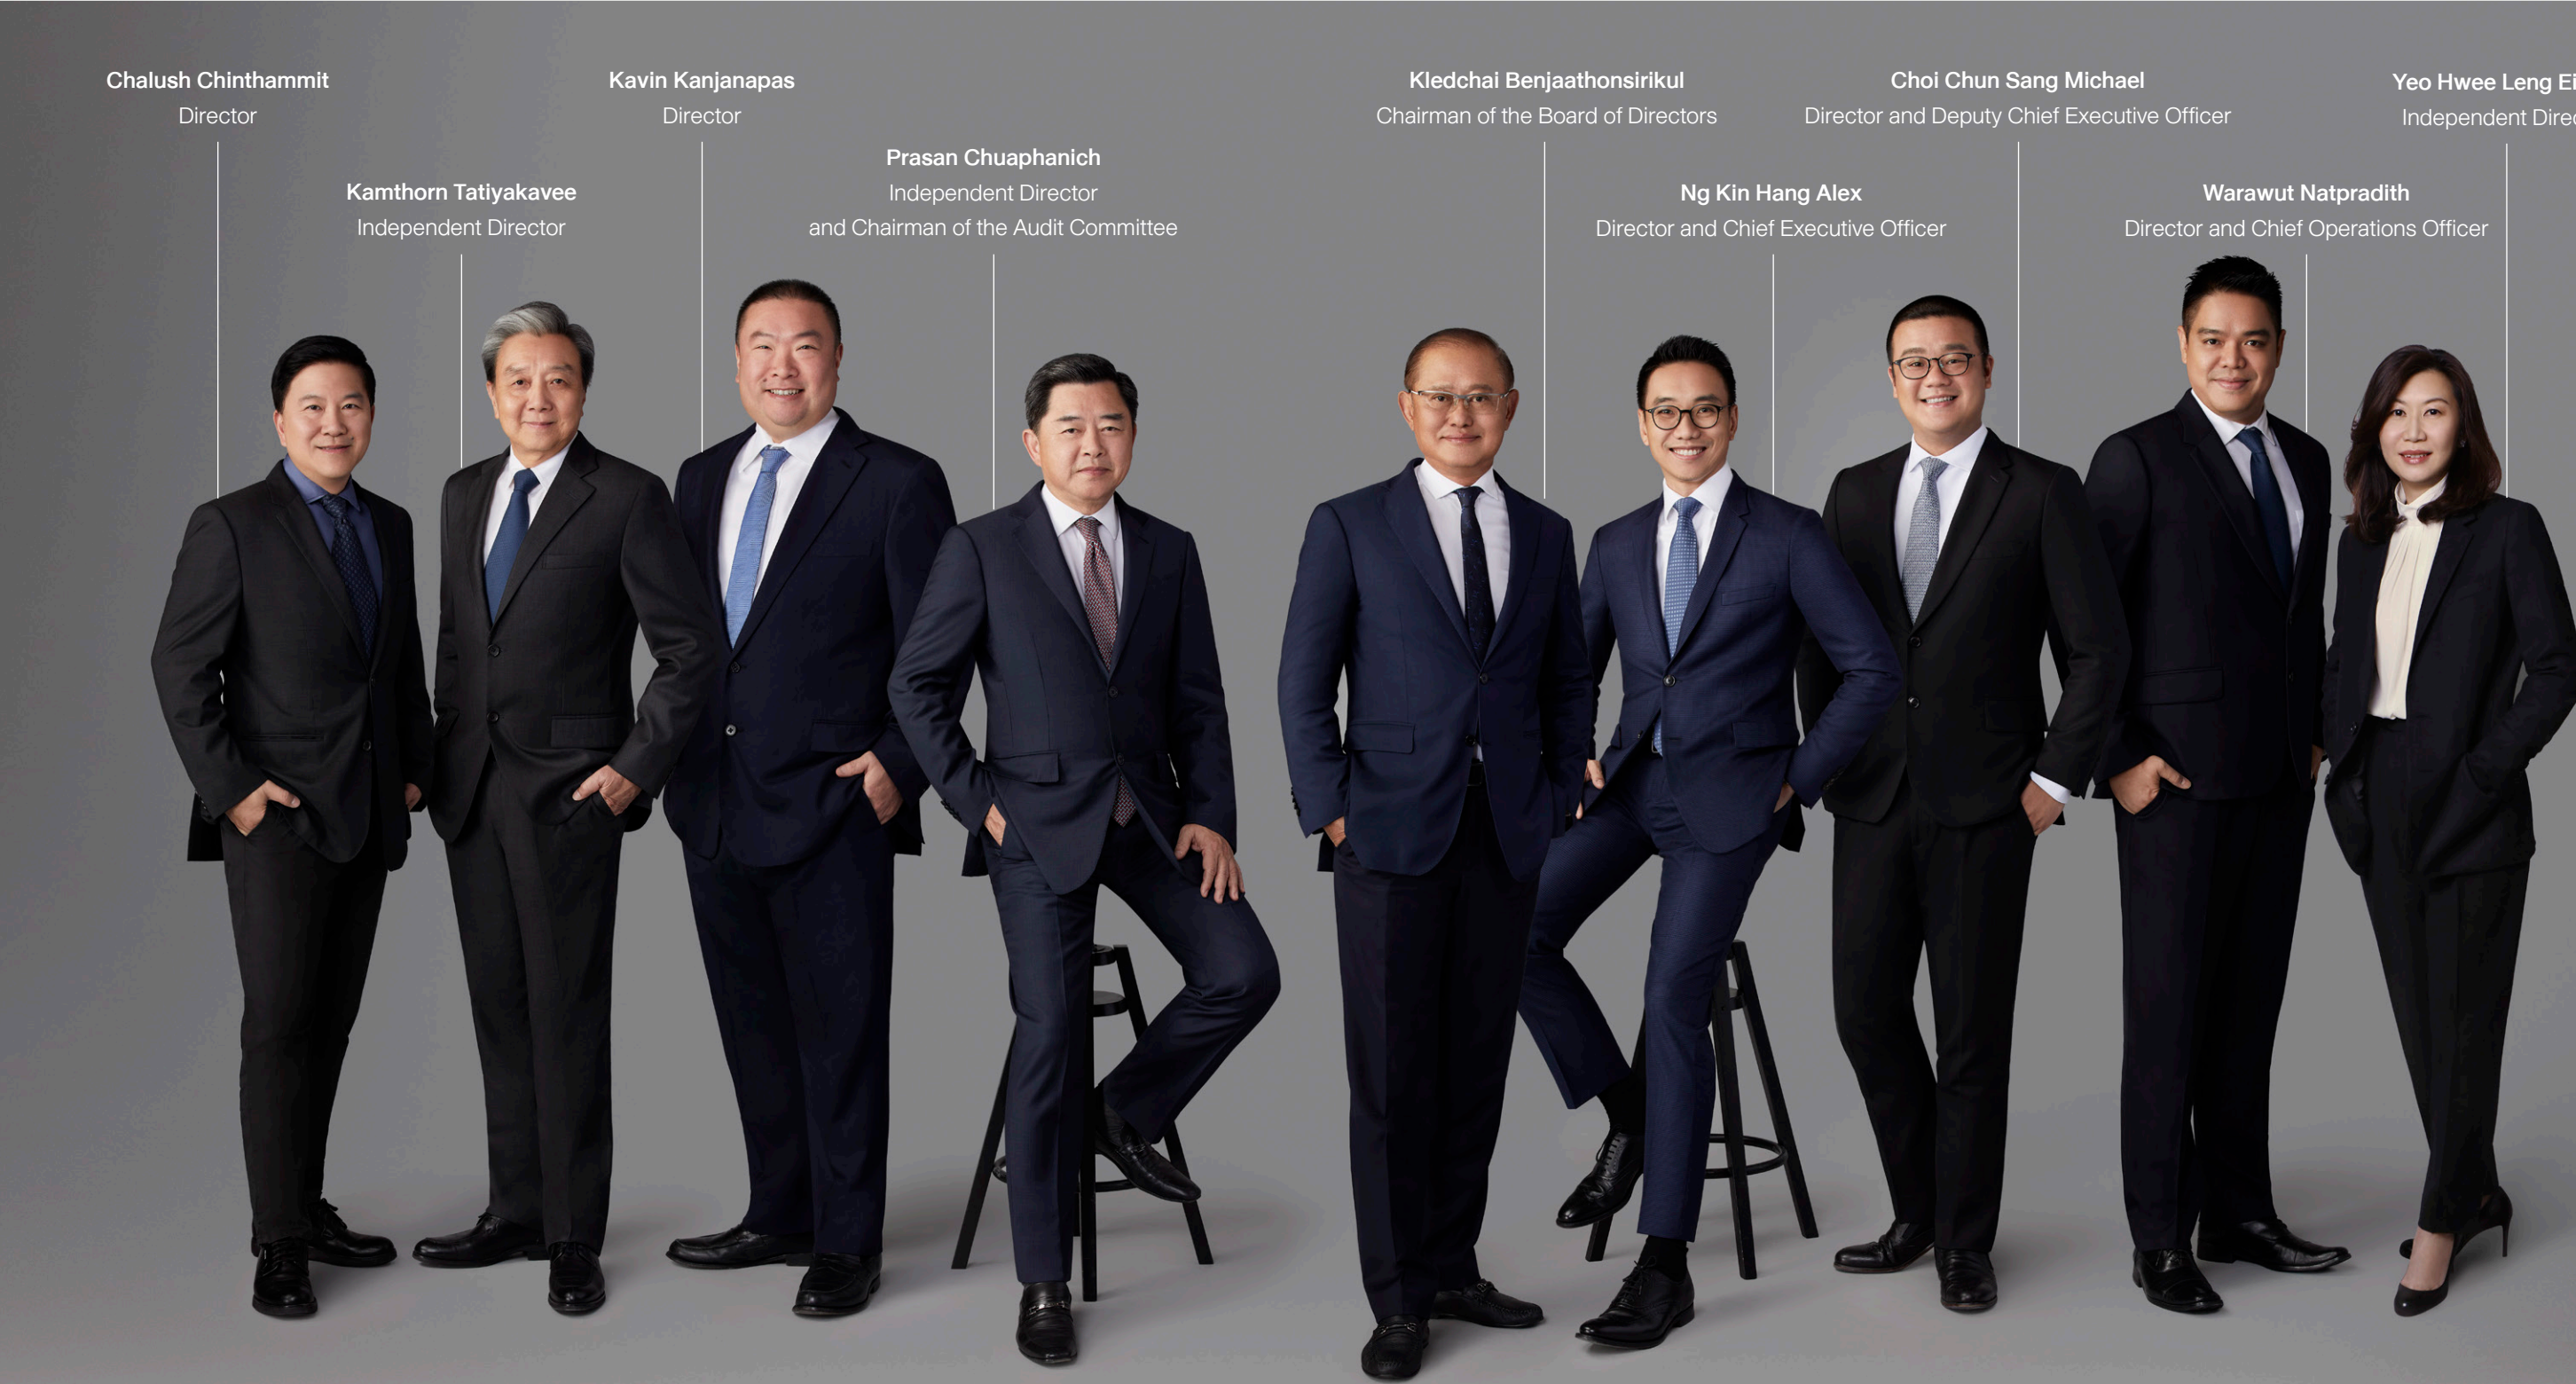 Chalush Chinthammit
Director
Kamthorn Tatiyakavee
Independent Director
Kavin Kanjanapas
Director
Prasan Chuaphanich
Independent Director
and Chairman of the Audit Committee
Kledchai Benjaathonsirikul
Chairman of the Board of Directors
Ng Kin Hang Alex
Director and Chief Executive Officer
Choi Chun Sang Michael
Director and Deputy Chief Executive Officer
Warawut Natpradith
Director and Chief Operations Officer
Yeo Hwee Leng
Independent